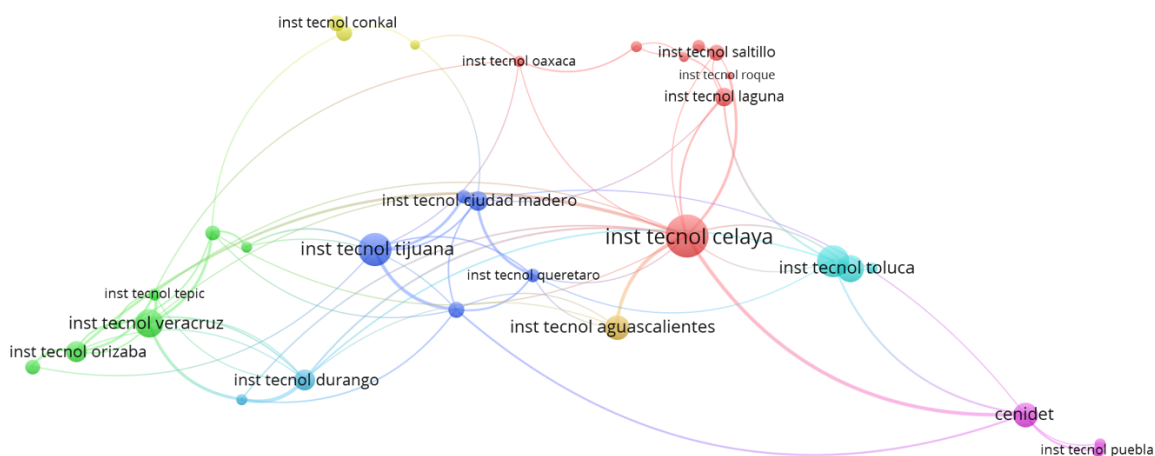 inst tecnol conkal
inst tecnol oaxaca
inst tecnol saltillo
inst tecnol roque
inst tecnol laguna
inst tecnol ciudad madero
inst tecnol celaya
inst tecnol tijuana
inst tecnol queretaro
inst tecnol toluca
inst tecnol tepic
inst tecnol veracruz
inst tecnol aguascalientes
inst tecnol orizaba
inst tecnol durango
cenidet
inst tecnol puebla